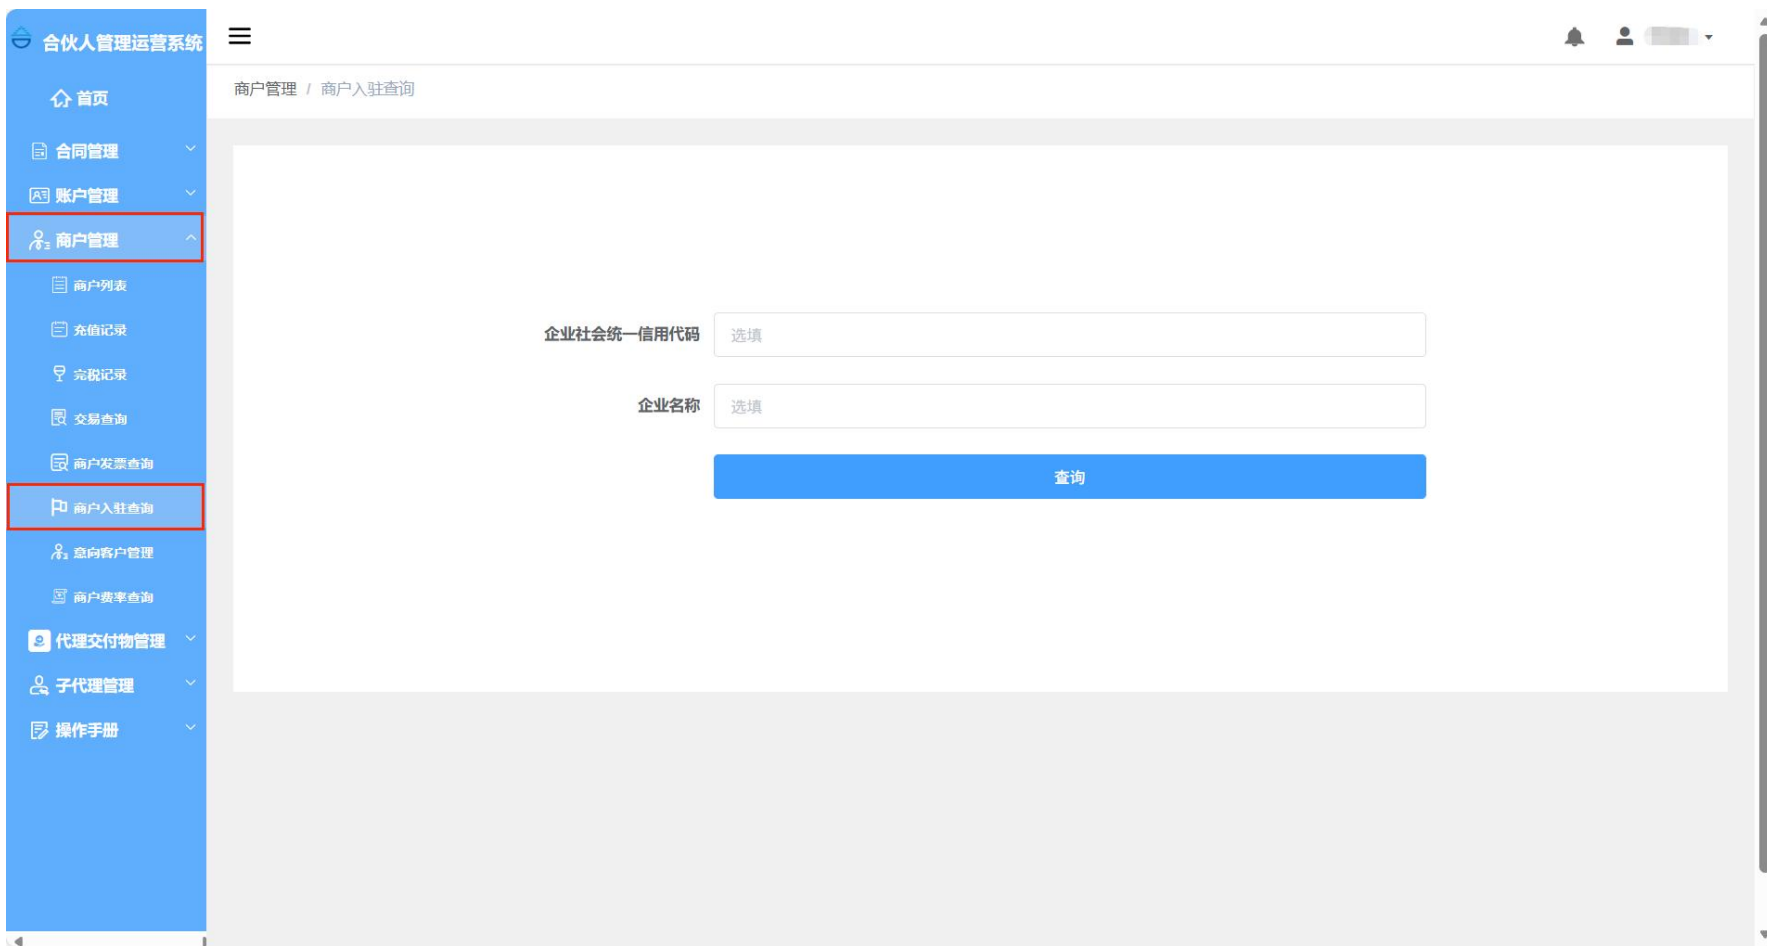 合伙人管理运营系统
首页
合同管理
账户管理
商户管理
商户列表
充值记录
完税记录
交易查询
商户发票查询
商户入驻查询
意向客户管理
商户费率查询
代理交付物管理
子代理管理
操作手册
商户管理 / 商户入驻查询
企业社会统一信用代码 选填
企业名称 选填
查询